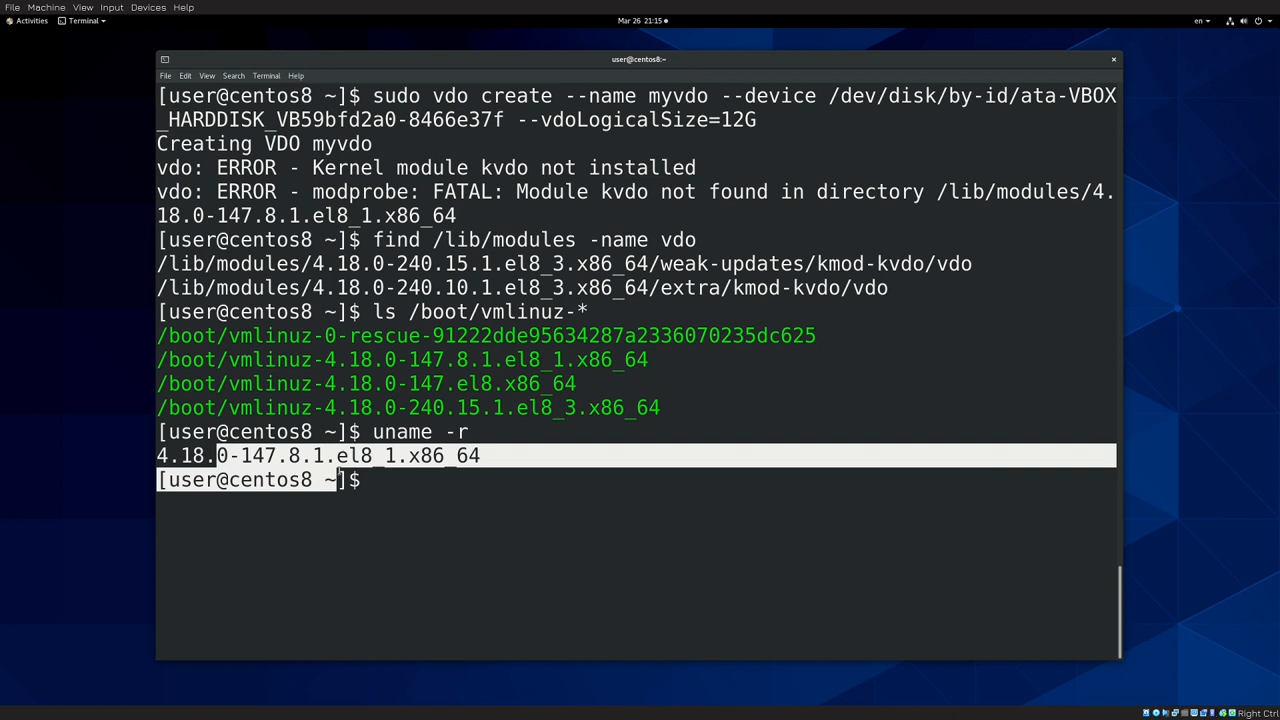 File Machine View Input Devices Help
Activities Terminal Mar 26 21:15 en
user@centos8:~
File Edit View Search Terminal Help
[user@centos8 ~]$ sudo vdo create --name myvdo --device /dev/disk/by-id/ata-VBOX
_HARDDISK_VB59bfd2a0-8466e37f --vdoLogicalSize=12G
Creating VDO myvdo
vdo: ERROR - Kernel module kvdo not installed
vdo: ERROR - modprobe: FATAL: Module kvdo not found in directory /lib/modules/4.
18.0-147.8.1.el8_1.x86_64
[user@centos8 ~]$ find /lib/modules -name vdo
/lib/modules/4.18.0-240.15.1.el8_3.x86_64/weak-updates/kmod-kvdo/vdo
/lib/modules/4.18.0-240.10.1.el8_3.x86_64/extra/kmod-kvdo/vdo
[user@centos8 ~]$ ls /boot/vmlinuz-*
/boot/vmlinuz-0-rescue-91222dde95634287a2336070235dc625
/boot/vmlinuz-4.18.0-147.8.1.el8_1.x86_64
/boot/vmlinuz-4.18.0-147.el8.x86_64
/boot/vmlinuz-4.18.0-240.15.1.el8_3.x86_64
[user@centos8 ~]$ uname -r
4.18.0-147.8.1.el8_1.x86_64
[user@centos8 ~]$
Right Ctrl